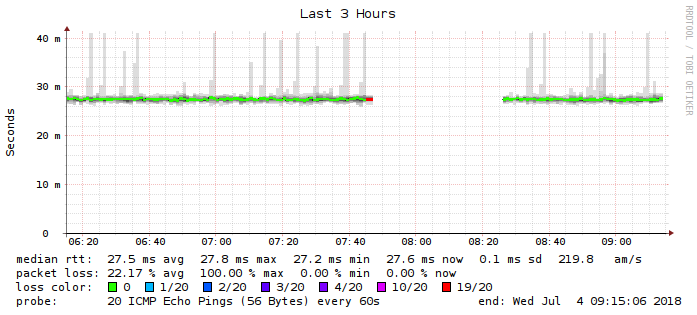 Last 3 Hours
RRDTOOL / TOBI OETIKER
Seconds
40 m
30 m
20 m
10 m
0
06:20 06:40 07:00 07:20 07:40 08:00 08:20 08:40 09:00
median rtt: 27.5 ms avg 27.8 ms max 27.2 ms min 27.6 ms now 0.1 ms sd 219.8 am/s
packet loss: 22.17 % avg 100.00 % max 0.00 % min 0.00 % now
loss color: 0 1/20 2/20 3/20 4/20 10/20 19/20
probe: 20 ICMP Echo Pings (56 Bytes) every 60s end: Wed Jul 4 09:15:06 2018